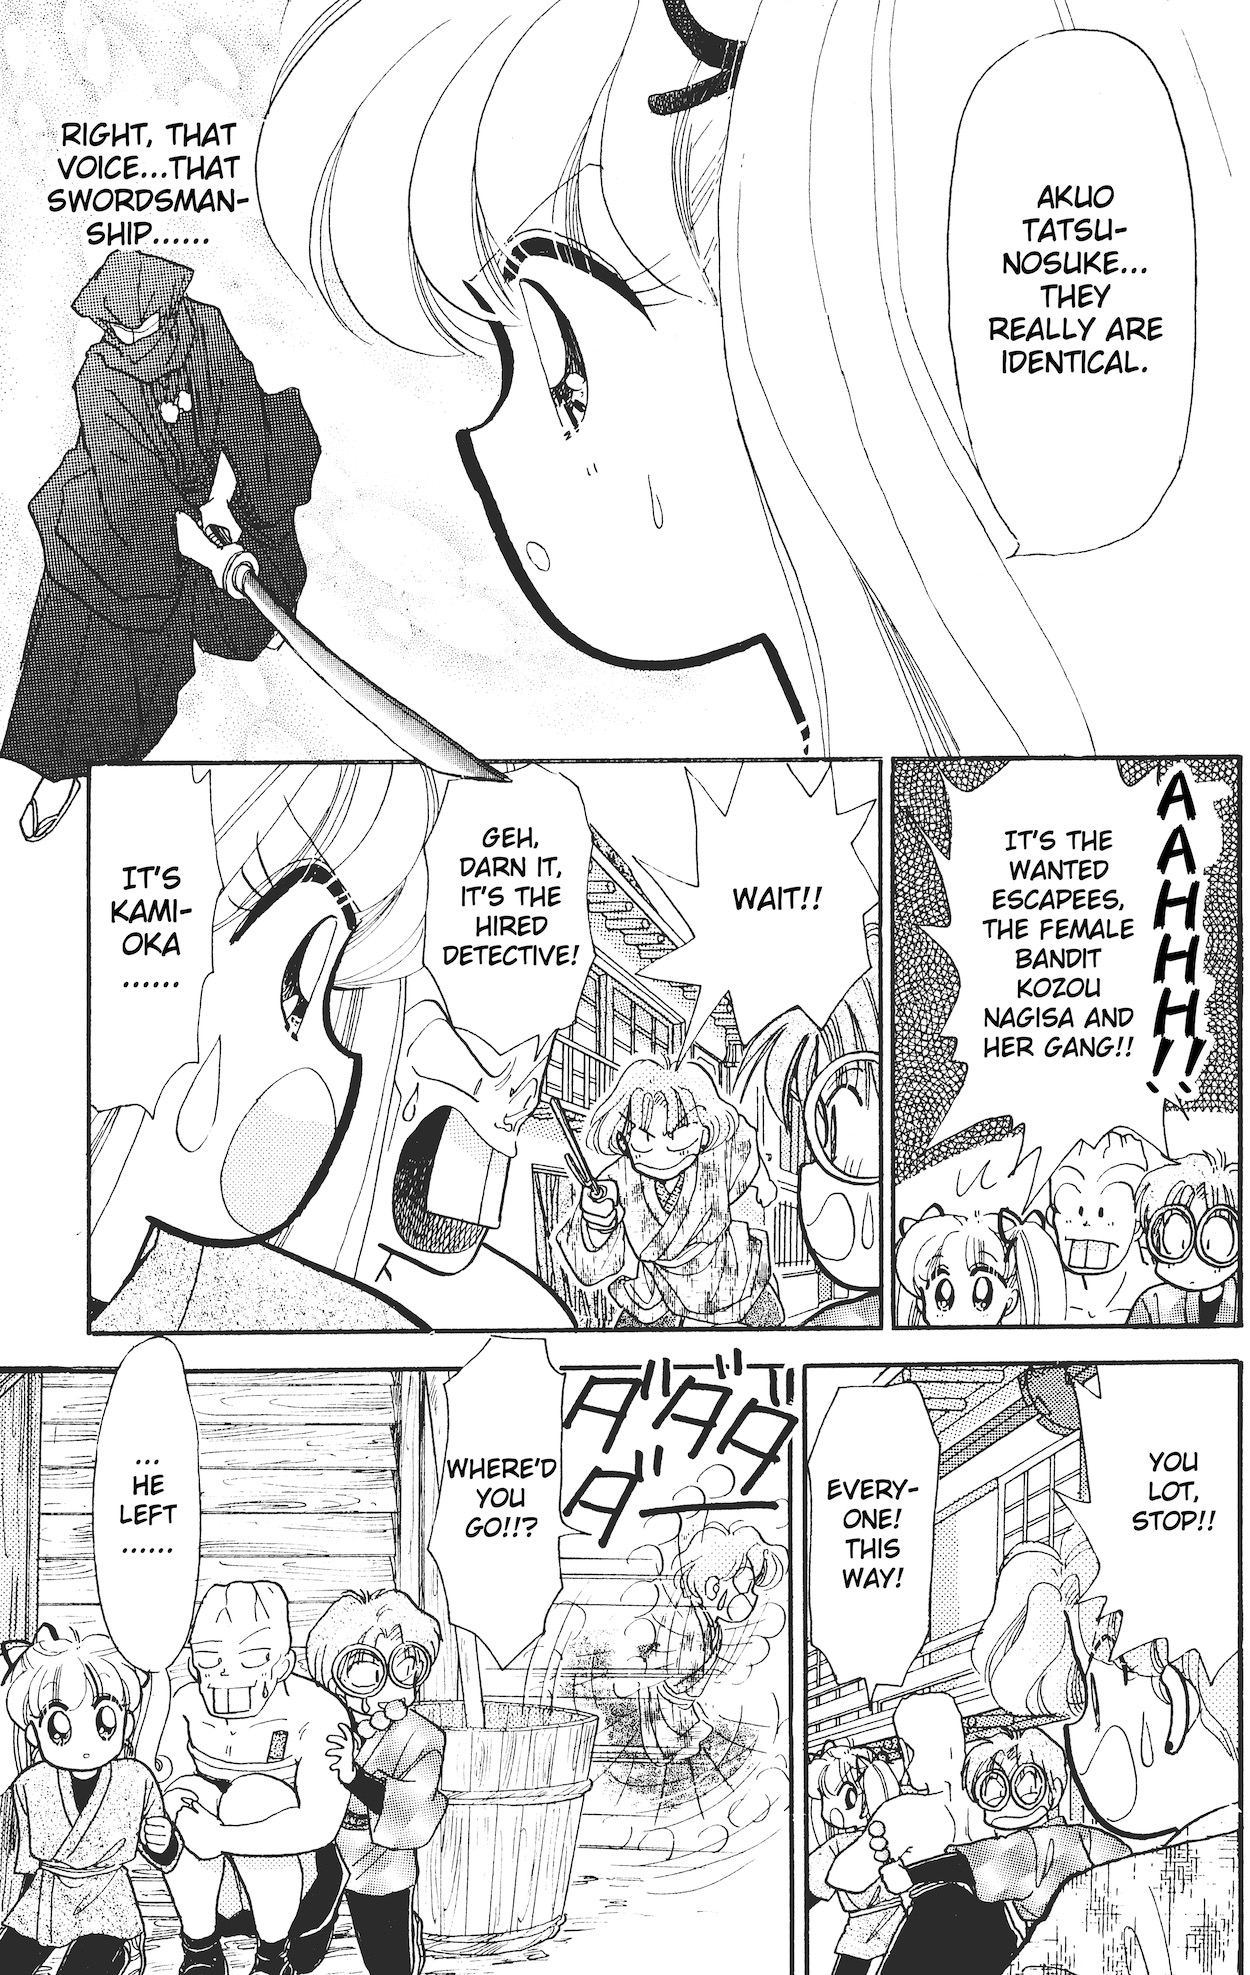 AKUO
TATSU-
NOSUKE...
THEY
REALLY ARE
IDENTICAL.
RIGHT, THAT
VOICE...THAT
SWORDSMAN-
SHIP......
AAHHH!!
IT'S THE
WANTED
ESCAPEES,
THE FEMALE
BANDIT
KOZOU
NAGISA AND
HER GANG!!
WAIT!!
GEH,
DARN IT,
IT'S THE
HIRED
DETECTIVE!
IT'S
KAMI-
OKA
......
YOU
LOT,
STOP!!
EVERY-
ONE!
THIS
WAY!
ダダダ
ダー
WHERE'D
YOU
GO!!?
...
HE
LEFT
......